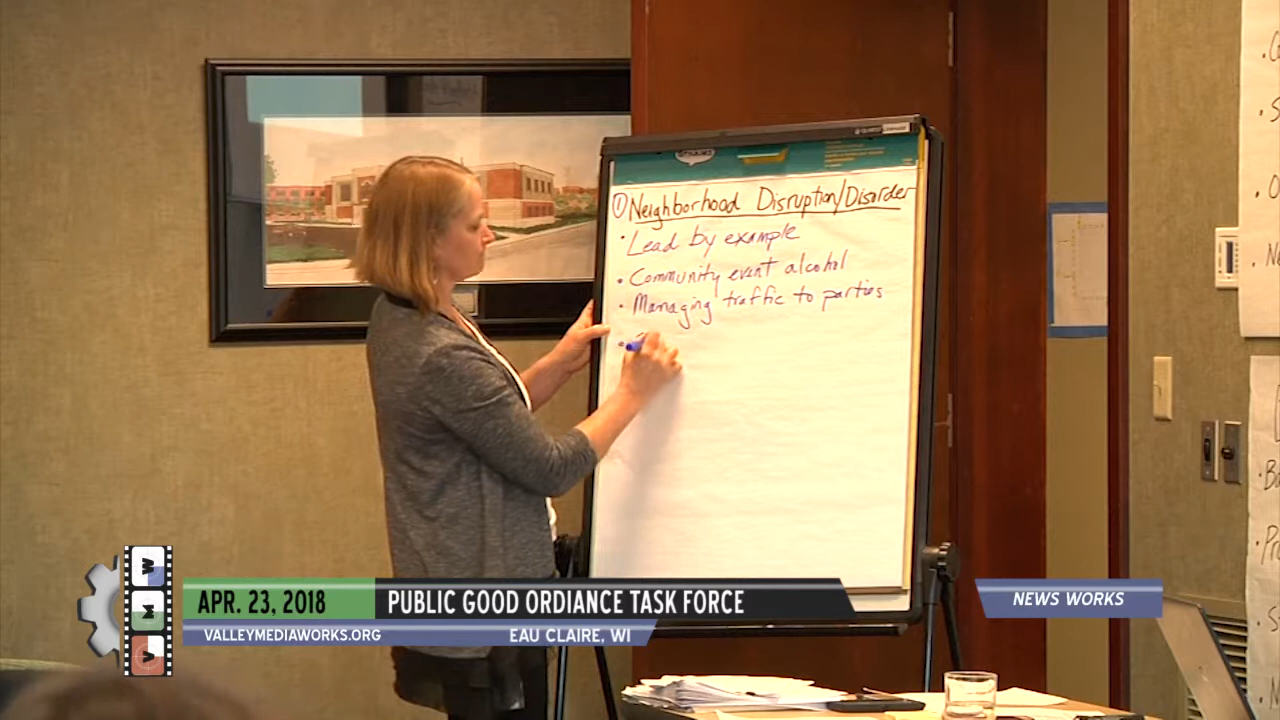 ① Neighborhood Disruption/Disorder
• Lead by example
• Community event alcohol
• Managing traffic to parties
•
W
M
V
APR. 23, 2018
PUBLIC GOOD ORDIANCE TASK FORCE
NEWS WORKS
VALLEYMEDIAWORKS.ORG
EAU CLAIRE, WI